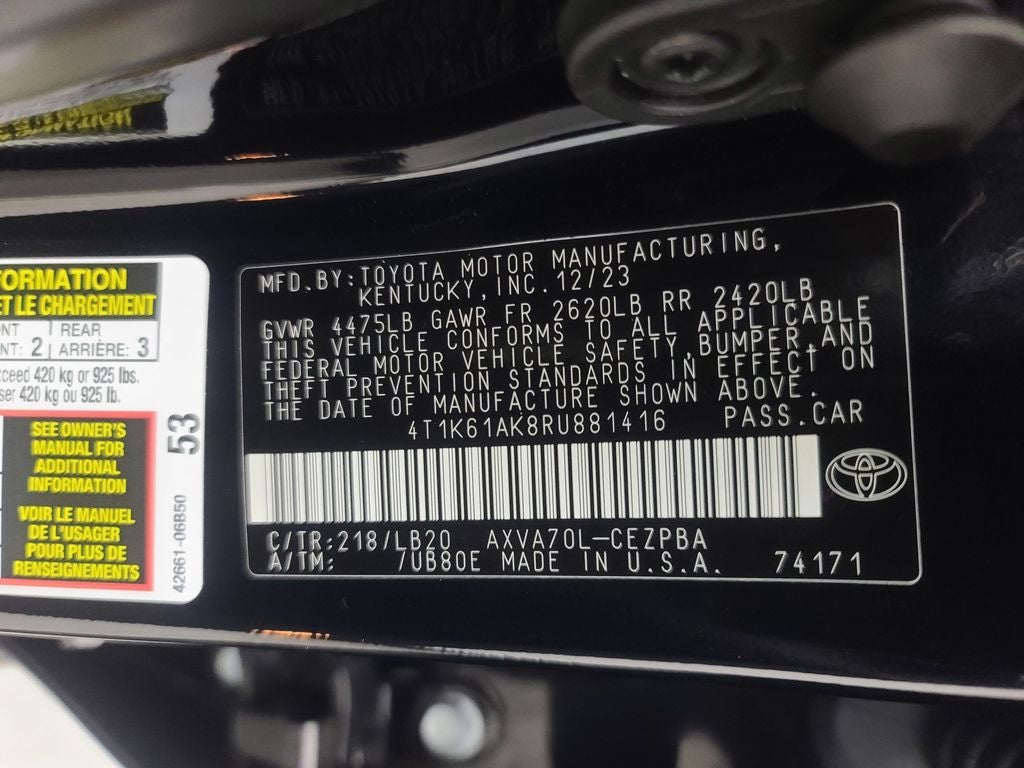 FORMATION
ET LE CHARGEMENT
REAR
NT: 2 ARRIÈRE: 3
420 kg or 925 lbs.
420 kg ou 925 lb.
SEE OWNER'S
MANUAL FOR
ADDITIONAL
INFORMATION
VOIR LE MANUEL
DE L'USAGER
POUR PLUS DE
RENSEIGNEMENTS
53
42661-06B50
MFD.BY:TOYOTA MOTOR MANUFACTURING,
KENTUCKY,INC.12/23
GVWR 4475LB GAWR FR 2620LB RR 2420LB
THIS VEHICLE CONFORMS TO ALL APPLICABLE
FEDERAL MOTOR VEHICLE SAFETY,BUMPER,AND
THEFT PREVENTION STANDARDS IN EFFECT ON
THE DATE OF MANUFACTURE SHOWN ABOVE.
4T1K61AK8RU881416 PASS.CAR
C/TR:218/LB20 AXVA70L-CEZPBA
A/TM: /UB80E MADE IN U.S.A. 74171